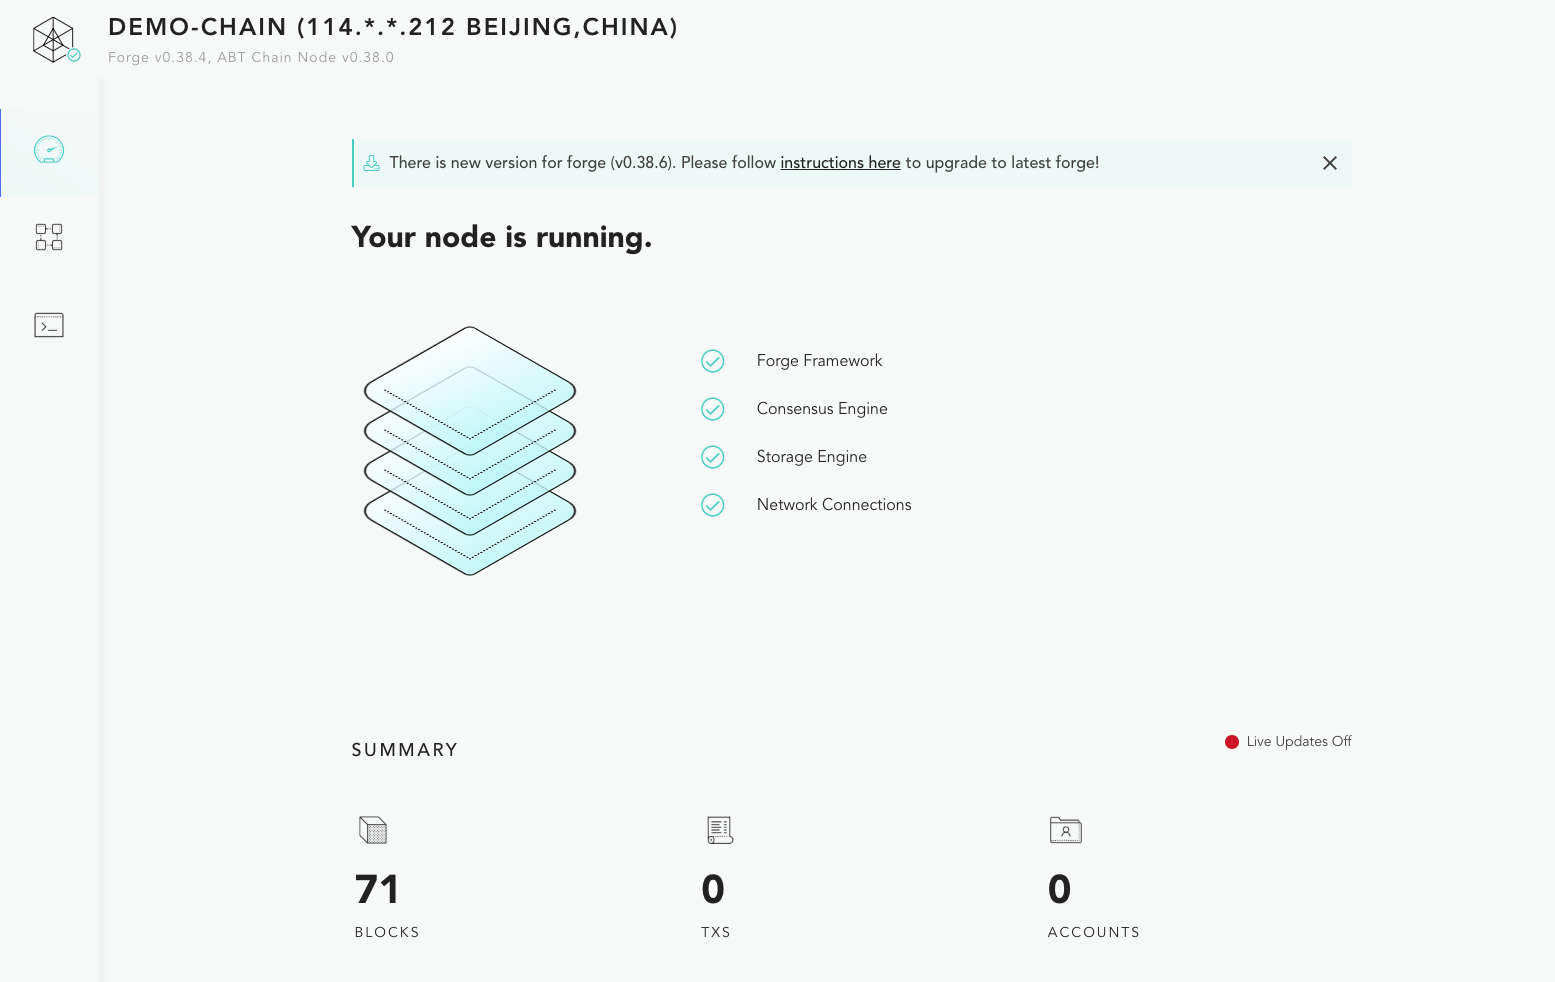 DEMO-CHAIN (114.*.*.212 BEIJING,CHINA)
Forge v0.38.4, ABT Chain Node v0.38.0
There is new version for forge (v0.38.6). Please follow instructions here to upgrade to latest forge!
Your node is running.
Forge Framework
Consensus Engine
Storage Engine
Network Connections
SUMMARY
Live Updates Off
71
BLOCKS
0
TXS
0
ACCOUNTS